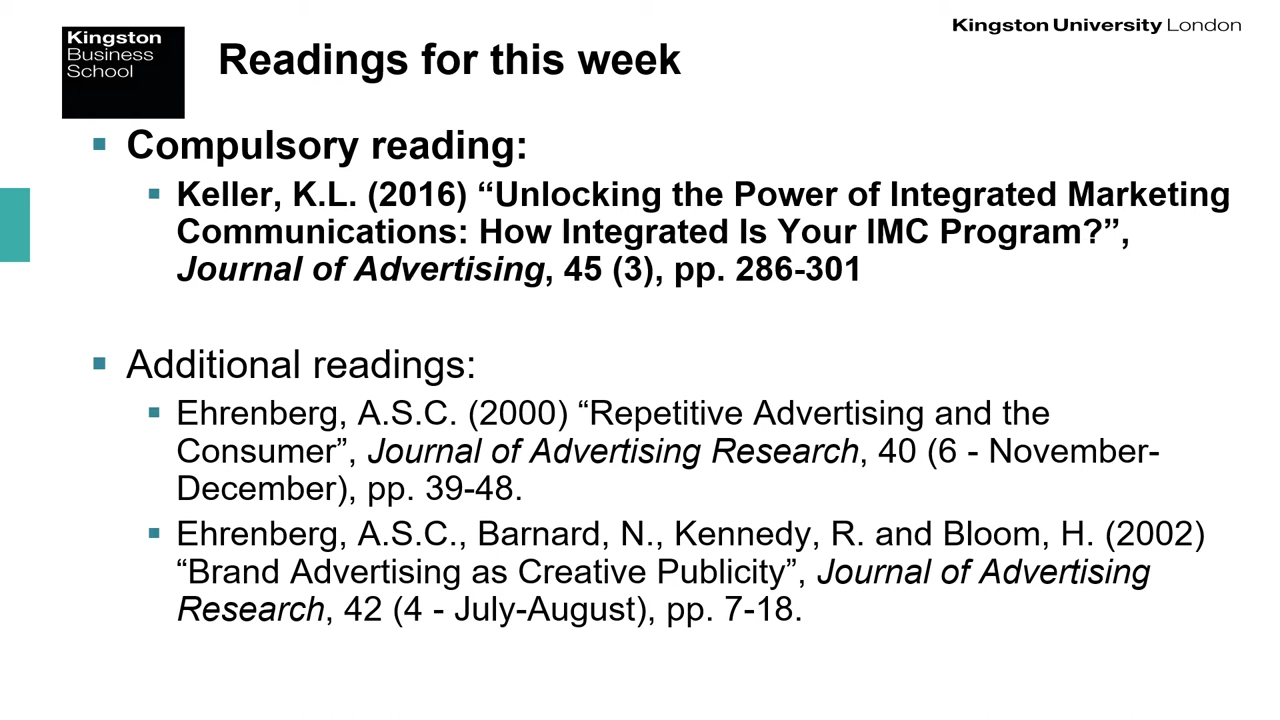 Kingston University London
Kingston
Business
School
Readings for this week
Compulsory reading:
Keller, K.L. (2016) “Unlocking the Power of Integrated Marketing
Communications: How Integrated Is Your IMC Program?”,
Journal of Advertising, 45 (3), pp. 286-301
Additional readings:
Ehrenberg, A.S.C. (2000) “Repetitive Advertising and the
Consumer”, Journal of Advertising Research, 40 (6 - November-
December), pp. 39-48.
Ehrenberg, A.S.C., Barnard, N., Kennedy, R. and Bloom, H. (2002)
“Brand Advertising as Creative Publicity”, Journal of Advertising
Research, 42 (4 - July-August), pp. 7-18.